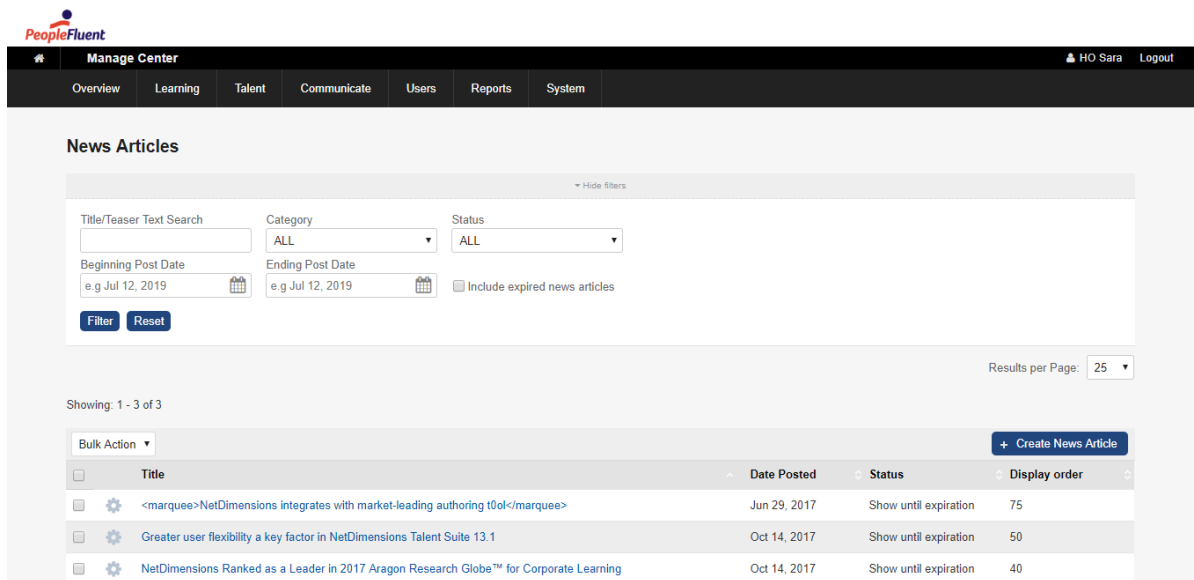 PeopleFluent
Manage Center HO Sara Logout
Overview Learning Talent Communicate Users Reports System
News Articles
Hide filters
Title/Teaser Text Search Category Status
ALL ALL
Beginning Post Date Ending Post Date
e.g Jul 12, 2019 e.g Jul 12, 2019 Include expired news articles
Filter Reset
Results per Page: 25
Showing: 1 - 3 of 3
Bulk Action + Create News Article
Title Date Posted Status Display order
<marquee>NetDimensions integrates with market-leading authoring t0ol</marquee> Jun 29, 2017 Show until expiration 75
Greater user flexibility a key factor in NetDimensions Talent Suite 13.1 Oct 14, 2017 Show until expiration 50
NetDimensions Ranked as a Leader in 2017 Aragon Research Globe™ for Corporate Learning Oct 14, 2017 Show until expiration 40